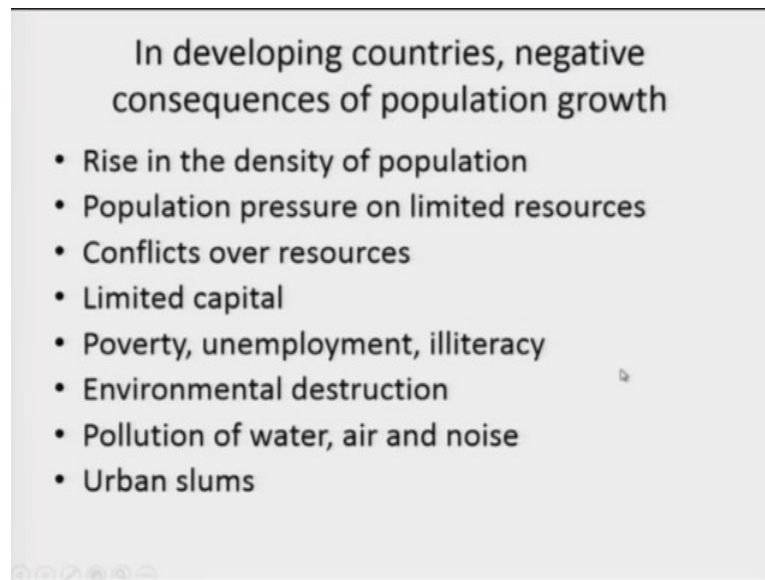 In developing countries, negative
consequences of population growth
• Rise in the density of population
• Population pressure on limited resources
• Conflicts over resources
• Limited capital
• Poverty, unemployment, illiteracy
• Environmental destruction
• Pollution of water, air and noise
• Urban slums